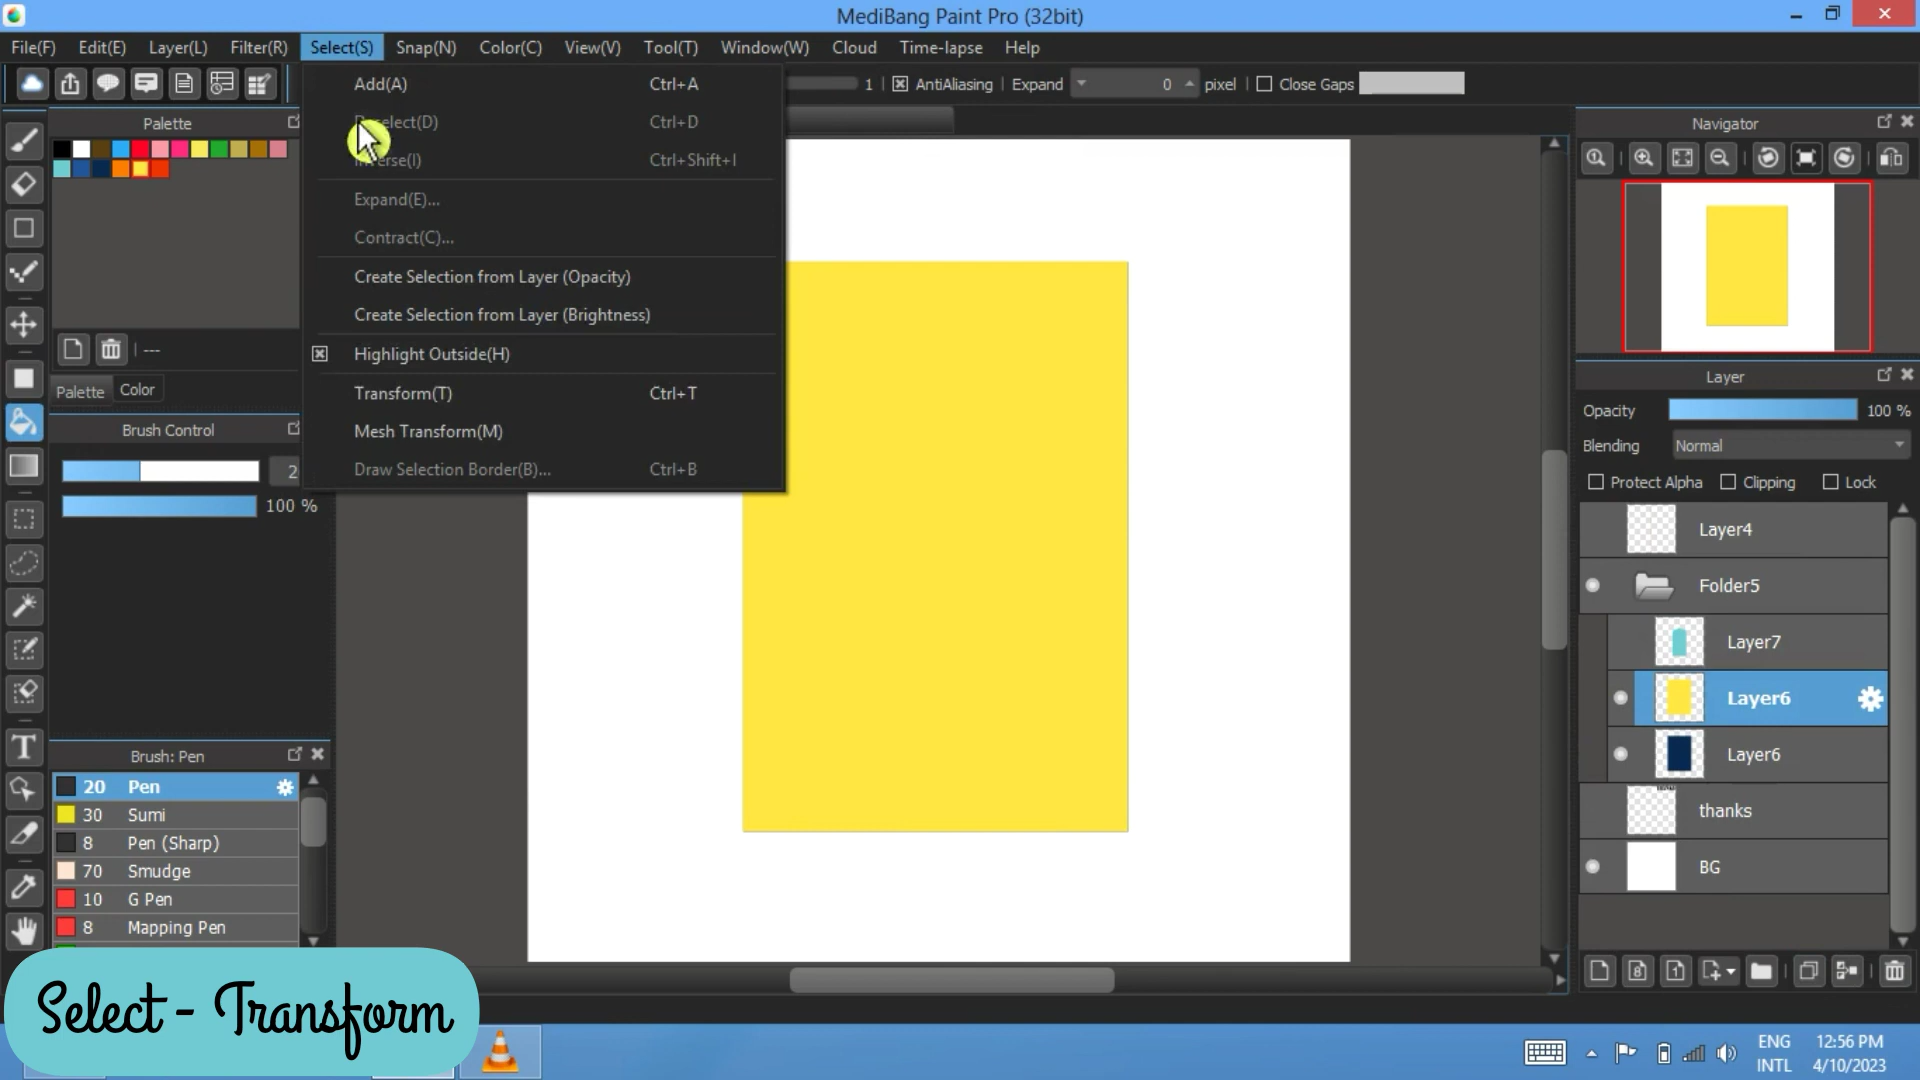 MediBang Paint Pro (32bit)
File(F) Edit(E) Layer(L) Filter(R) Select(S) Snap(N) Color(C) View(V) Tool(T) Window(W) Cloud Time-lapse Help
1 AntiAliasing Expand 0 pixel Close Gaps
Add(A) Ctrl+A
Deselect(D) Ctrl+D
Inverse(I) Ctrl+Shift+I
Expand(E)...
Contract(C)...
Create Selection from Layer (Opacity)
Create Selection from Layer (Brightness)
Highlight Outside(H)
Transform(T) Ctrl+T
Mesh Transform(M)
Draw Selection Border(B)... Ctrl+B
Palette
---
Palette Color
Brush Control
2
100 %
Brush: Pen
20 Pen
30 Sumi
8 Pen (Sharp)
70 Smudge
10 G Pen
8 Mapping Pen
Navigator
Layer
Opacity 100 %
Blending Normal
Protect Alpha Clipping Lock
Layer4
Folder5
Layer7
Layer6
Layer6
thanks
BG
Select - Transform
ENG 12:56 PM
INTL 4/10/2023